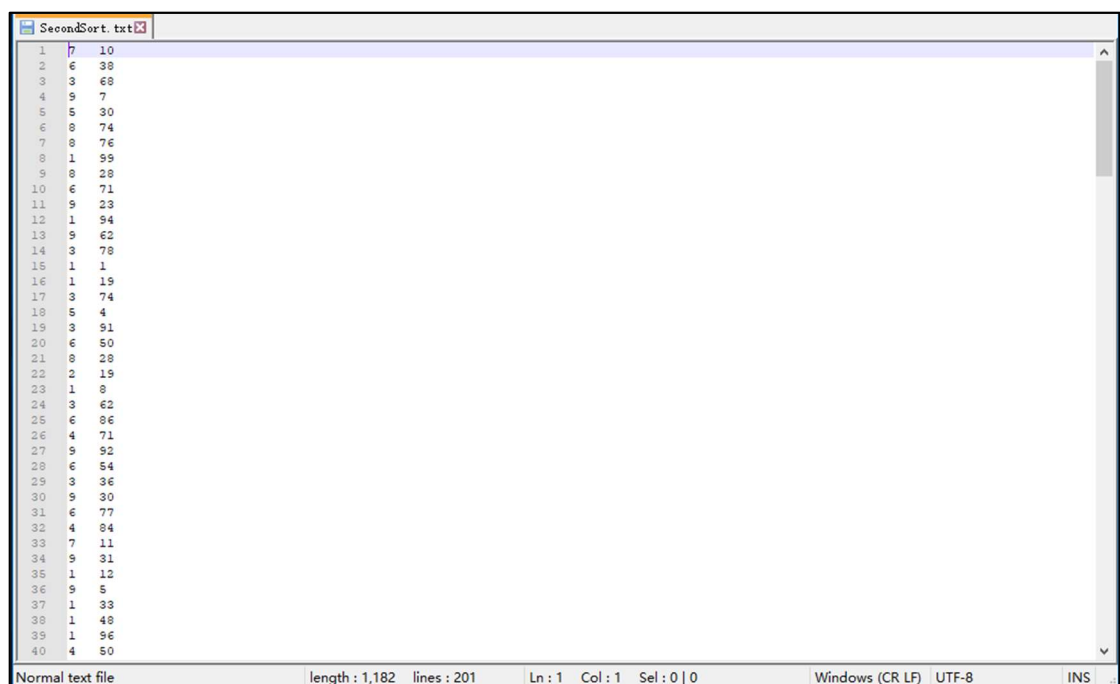 SecondSort.txt
1 7 10
2 6 38
3 3 68
4 9 7
5 5 30
6 8 74
7 8 76
8 1 99
9 8 28
10 6 71
11 9 23
12 1 94
13 9 62
14 3 78
15 1 1
16 1 19
17 3 74
18 5 4
19 3 91
20 6 50
21 8 28
22 2 19
23 1 8
24 3 62
25 6 86
26 4 71
27 9 92
28 6 54
29 3 36
30 9 30
31 6 77
32 4 84
33 7 11
34 9 31
35 1 12
36 9 5
37 1 33
38 1 48
39 1 96
40 4 50
Normal text file length : 1,182 lines : 201 Ln : 1 Col : 1 Sel : 0 | 0 Windows (CR LF) UTF-8 INS